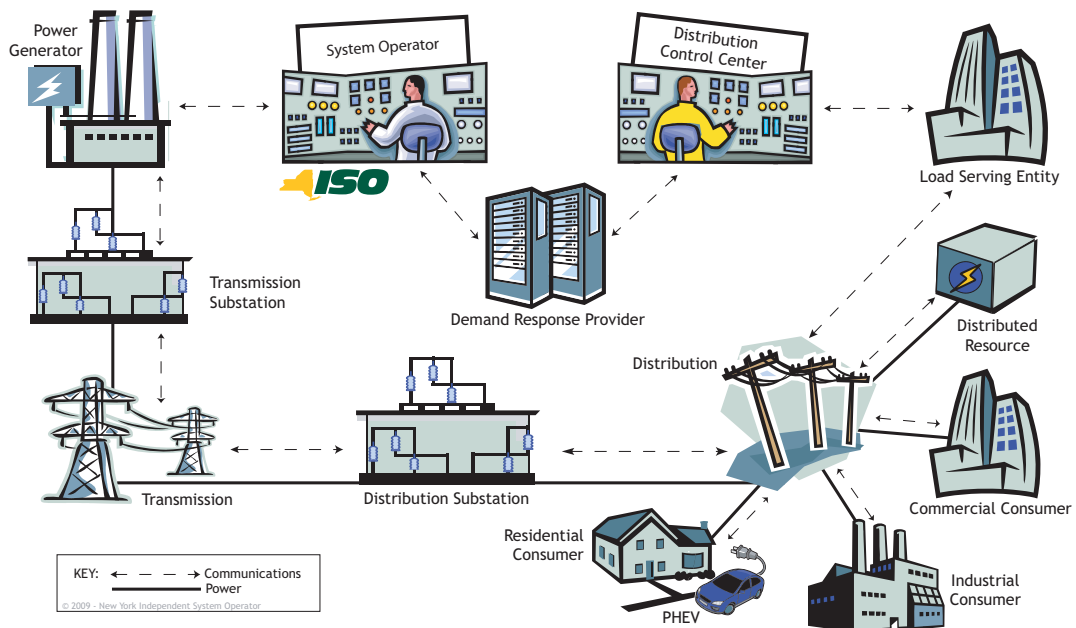 Power
Generator
System Operator
Distribution
Control Center
ISO
Load Serving Entity
Transmission
Substation
Demand Response Provider
Distributed
Resource
Distribution
Transmission
Distribution Substation
Commercial Consumer
Residential
Consumer
PHEV
Industrial
Consumer
KEY:
Communications
Power
© 2009 - New York Independent System Operator